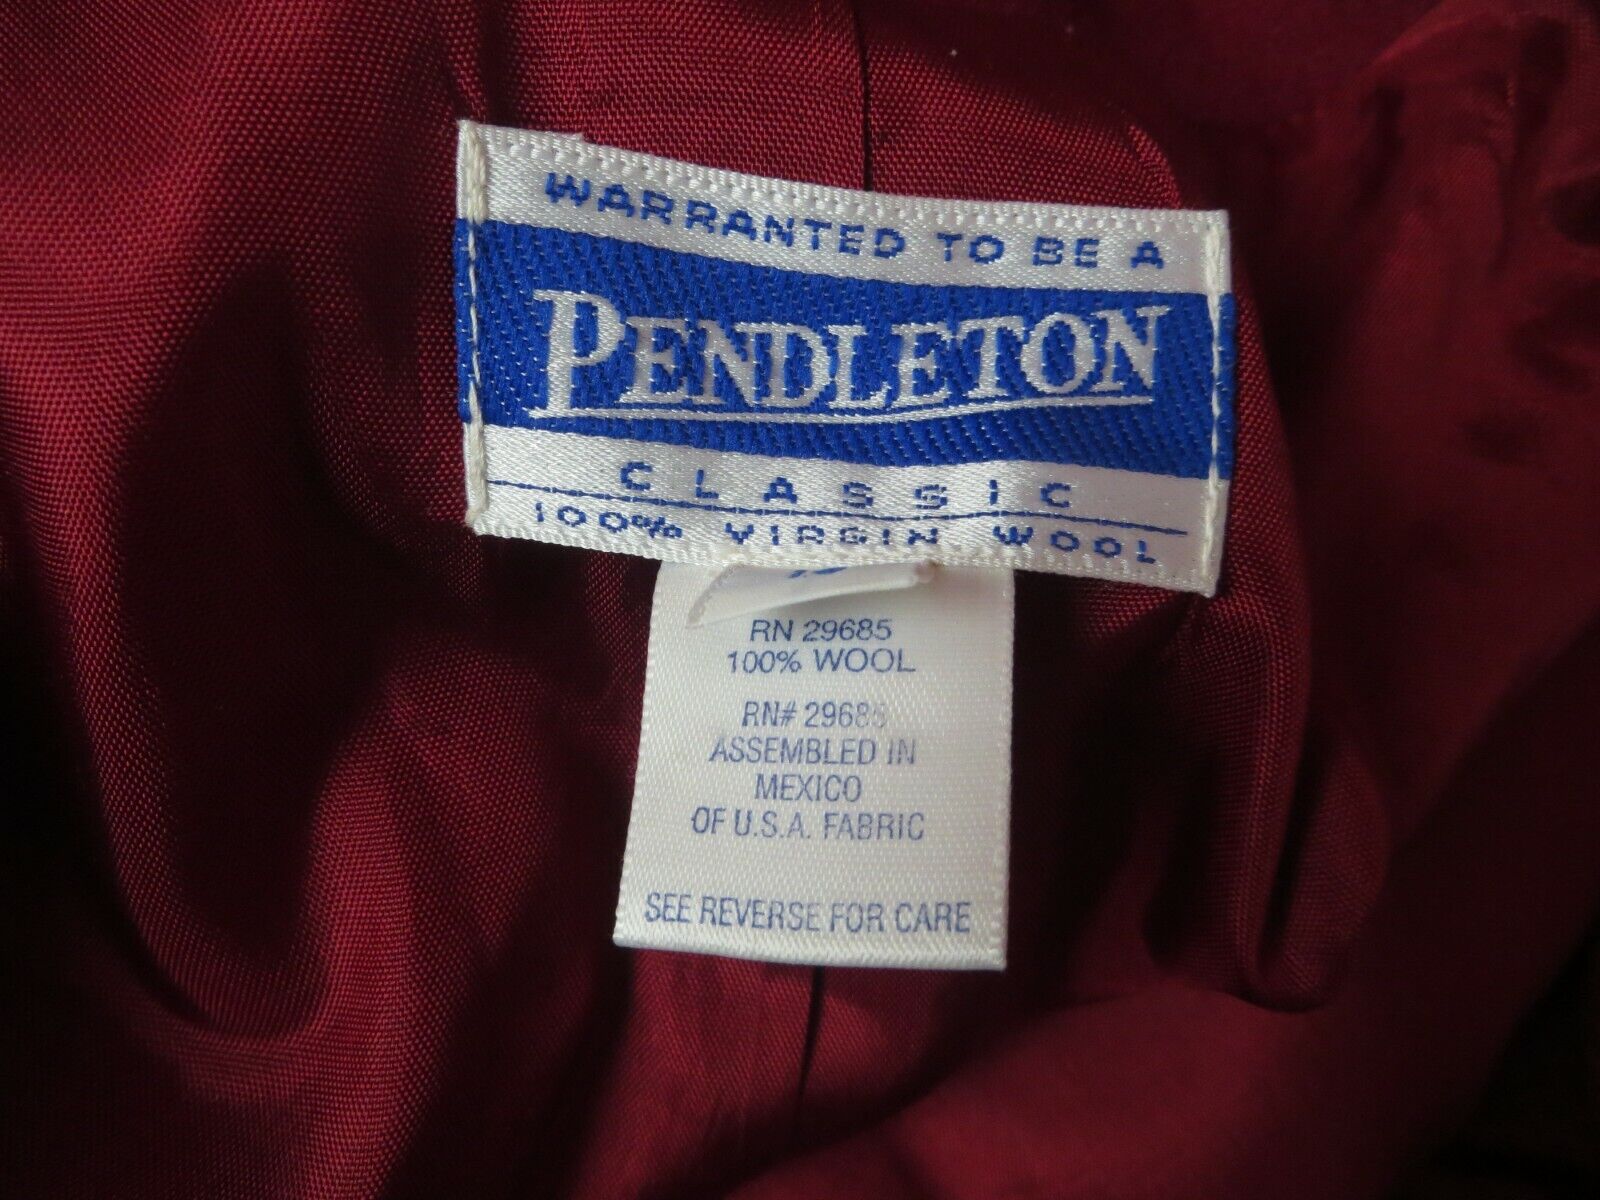 WARRANTED TO BE A
PENDLETON
CLASSIC
100% VIRGIN WOOL
RN 29685
100% WOOL
RN# 29685
ASSEMBLED IN
MEXICO
OF U.S.A. FABRIC
SEE REVERSE FOR CARE